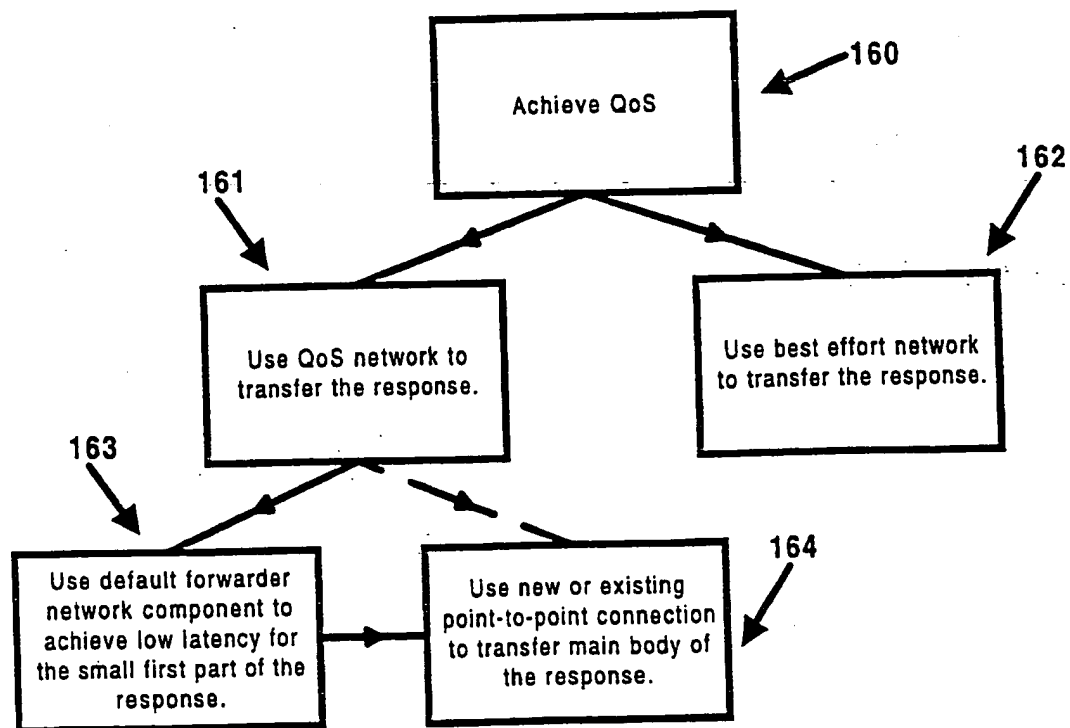 160
Achieve QoS
161
162
Use QoS network to
transfer the response.
Use best effort network
to transfer the response.
163
164
Use default forwarder
network component to
achieve low latency for
the small first part of the
response.
Use new or existing
point-to-point connection
to transfer main body of
the response.